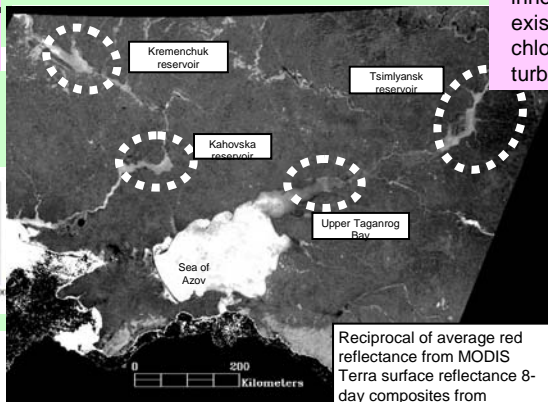 Kremenchuk
reservoir
Tsimlyansk
reservoir
Kahovska
reservoir
Upper Taganrog
Bay
Sea of
Azov
0 200
Kilometers
Reciprocal of average red
reflectance from MODIS
Terra surface reflectance 8-
day composites from